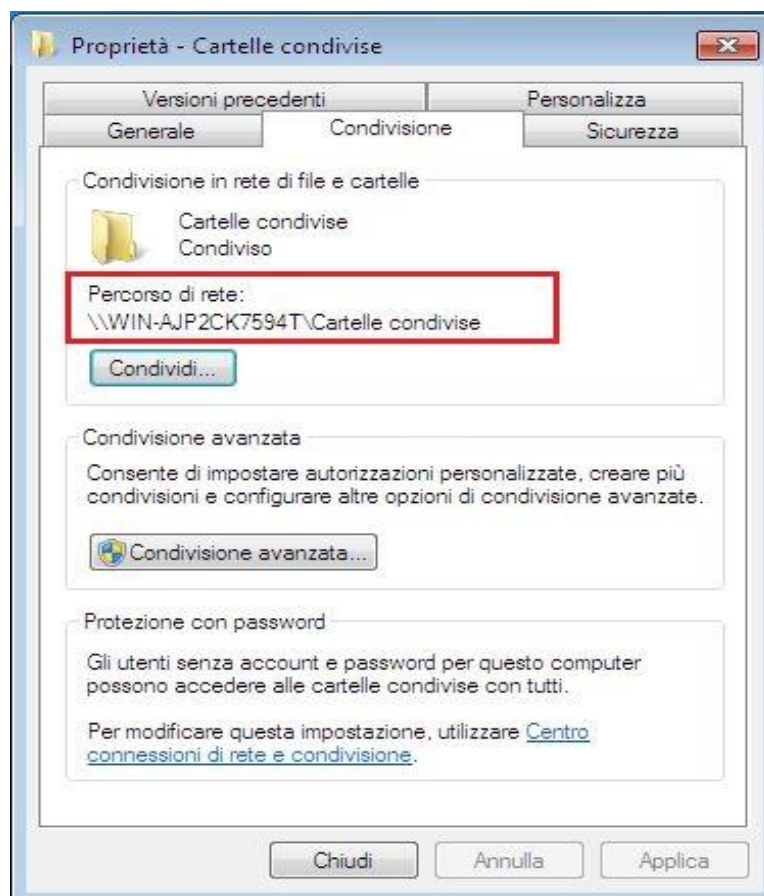 Proprietà - Cartelle condivise
Versioni precedenti
Personalizza
Generale
Condivisione
Sicurezza
Condivisione in rete di file e cartelle
Cartelle condivise
Condiviso
Percorso di rete:
\\WIN-AJP2CK7594T\Cartelle condivise
Condividi...
Condivisione avanzata
Consente di impostare autorizzazioni personalizzate, creare più
condivisioni e configurare altre opzioni di condivisione avanzate.
Condivisione avanzata...
Protezione con password
Gli utenti senza account e password per questo computer
possono accedere alle cartelle condivise con tutti.
Per modificare questa impostazione, utilizzare Centro
connessioni di rete e condivisione.
Chiudi
Annulla
Applica